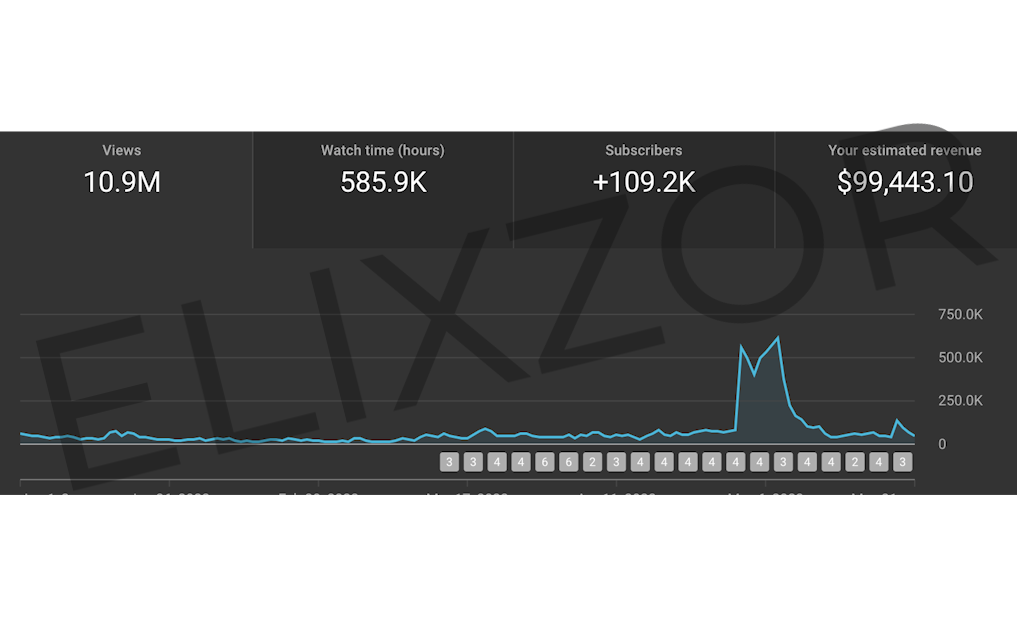 Views
Watch time (hours)
Subscribers
Your estimated revenue
10.9M
585.9K
+109.2K
$99,443.10
ELIXZOR
750.0K
500.0K
250.0K
0
3 3 4 4 6 6 2 3 4 4 4 4 4 4 3 4 4 2 4 3